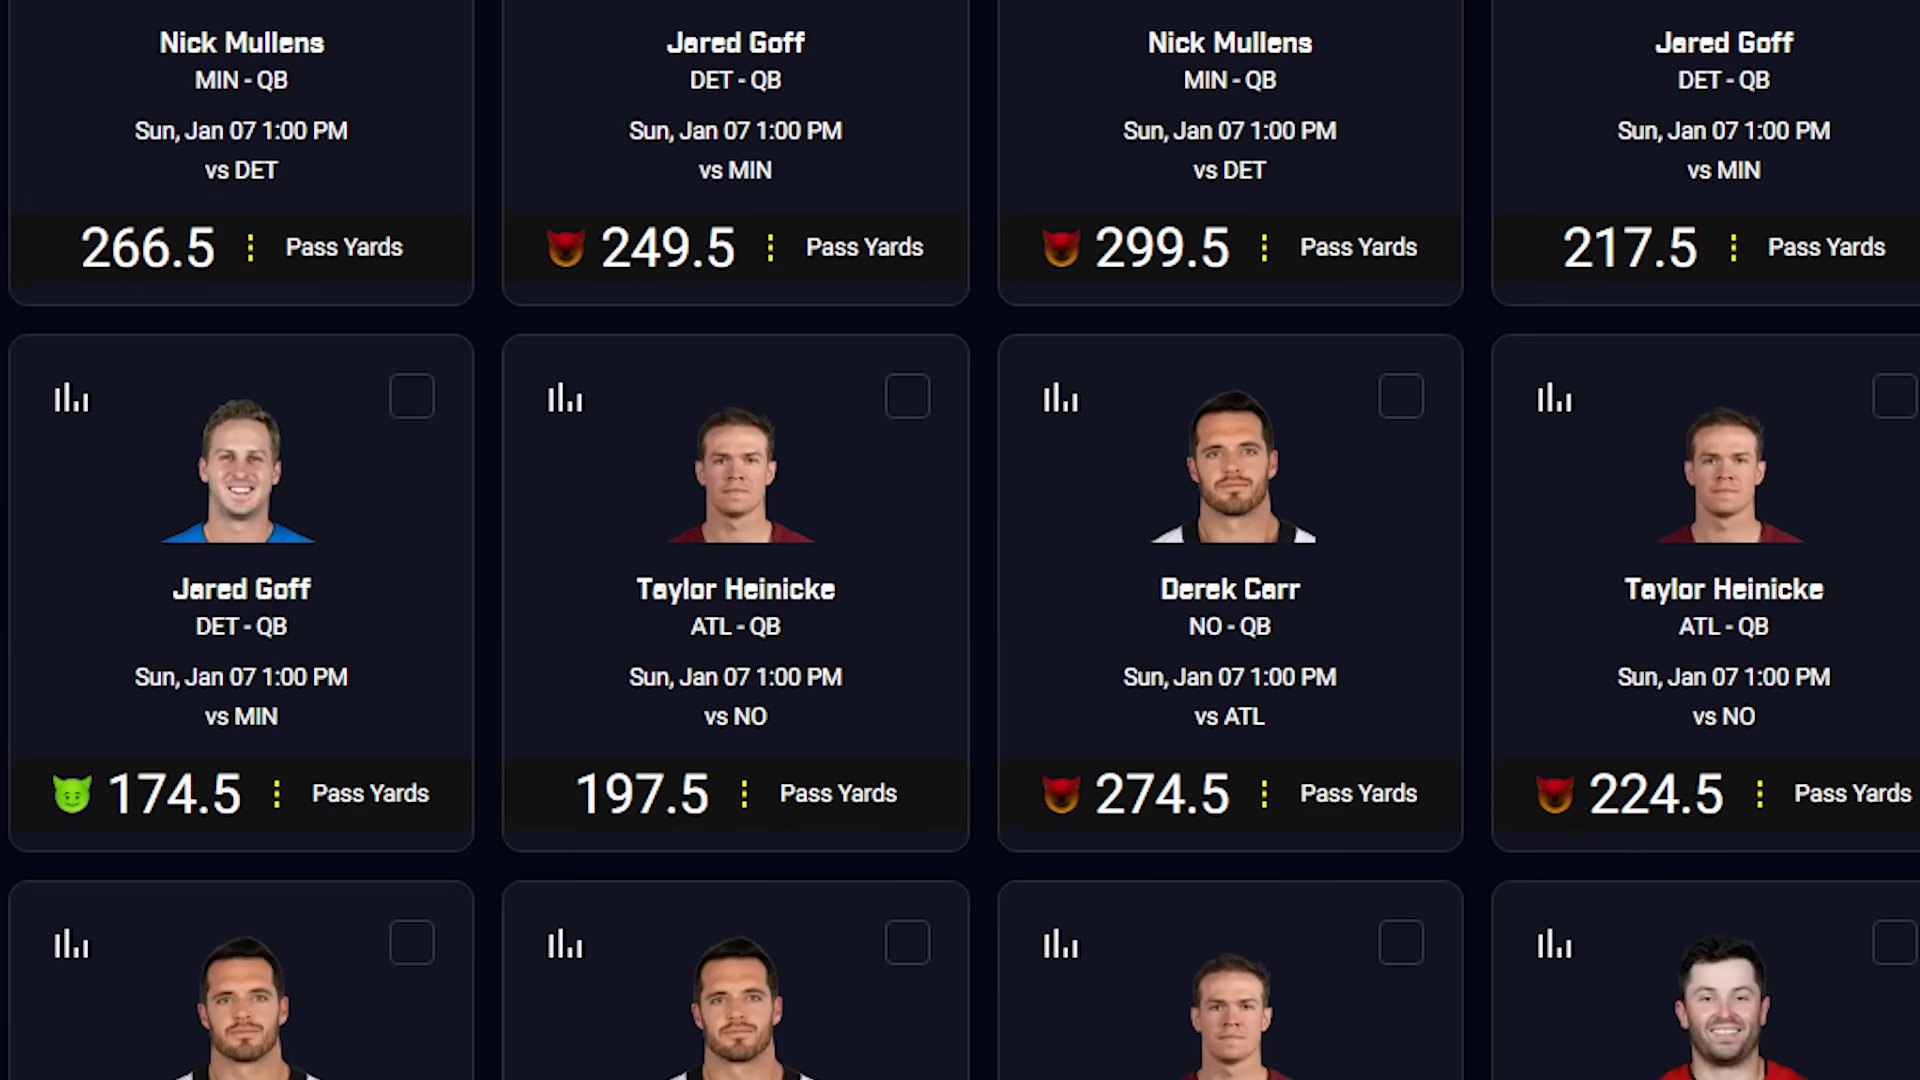 Nick Mullens
MIN - QB
Sun, Jan 07 1:00 PM
vs DET
266.5 Pass Yards
Jared Goff
DET - QB
Sun, Jan 07 1:00 PM
vs MIN
249.5 Pass Yards
Nick Mullens
MIN - QB
Sun, Jan 07 1:00 PM
vs DET
299.5 Pass Yards
Jared Goff
DET - QB
Sun, Jan 07 1:00 PM
vs MIN
217.5 Pass Yards
Jared Goff
DET - QB
Sun, Jan 07 1:00 PM
vs MIN
174.5 Pass Yards
Taylor Heinicke
ATL - QB
Sun, Jan 07 1:00 PM
vs NO
197.5 Pass Yards
Derek Carr
NO - QB
Sun, Jan 07 1:00 PM
vs ATL
274.5 Pass Yards
Taylor Heinicke
ATL - QB
Sun, Jan 07 1:00 PM
vs NO
224.5 Pass Yards